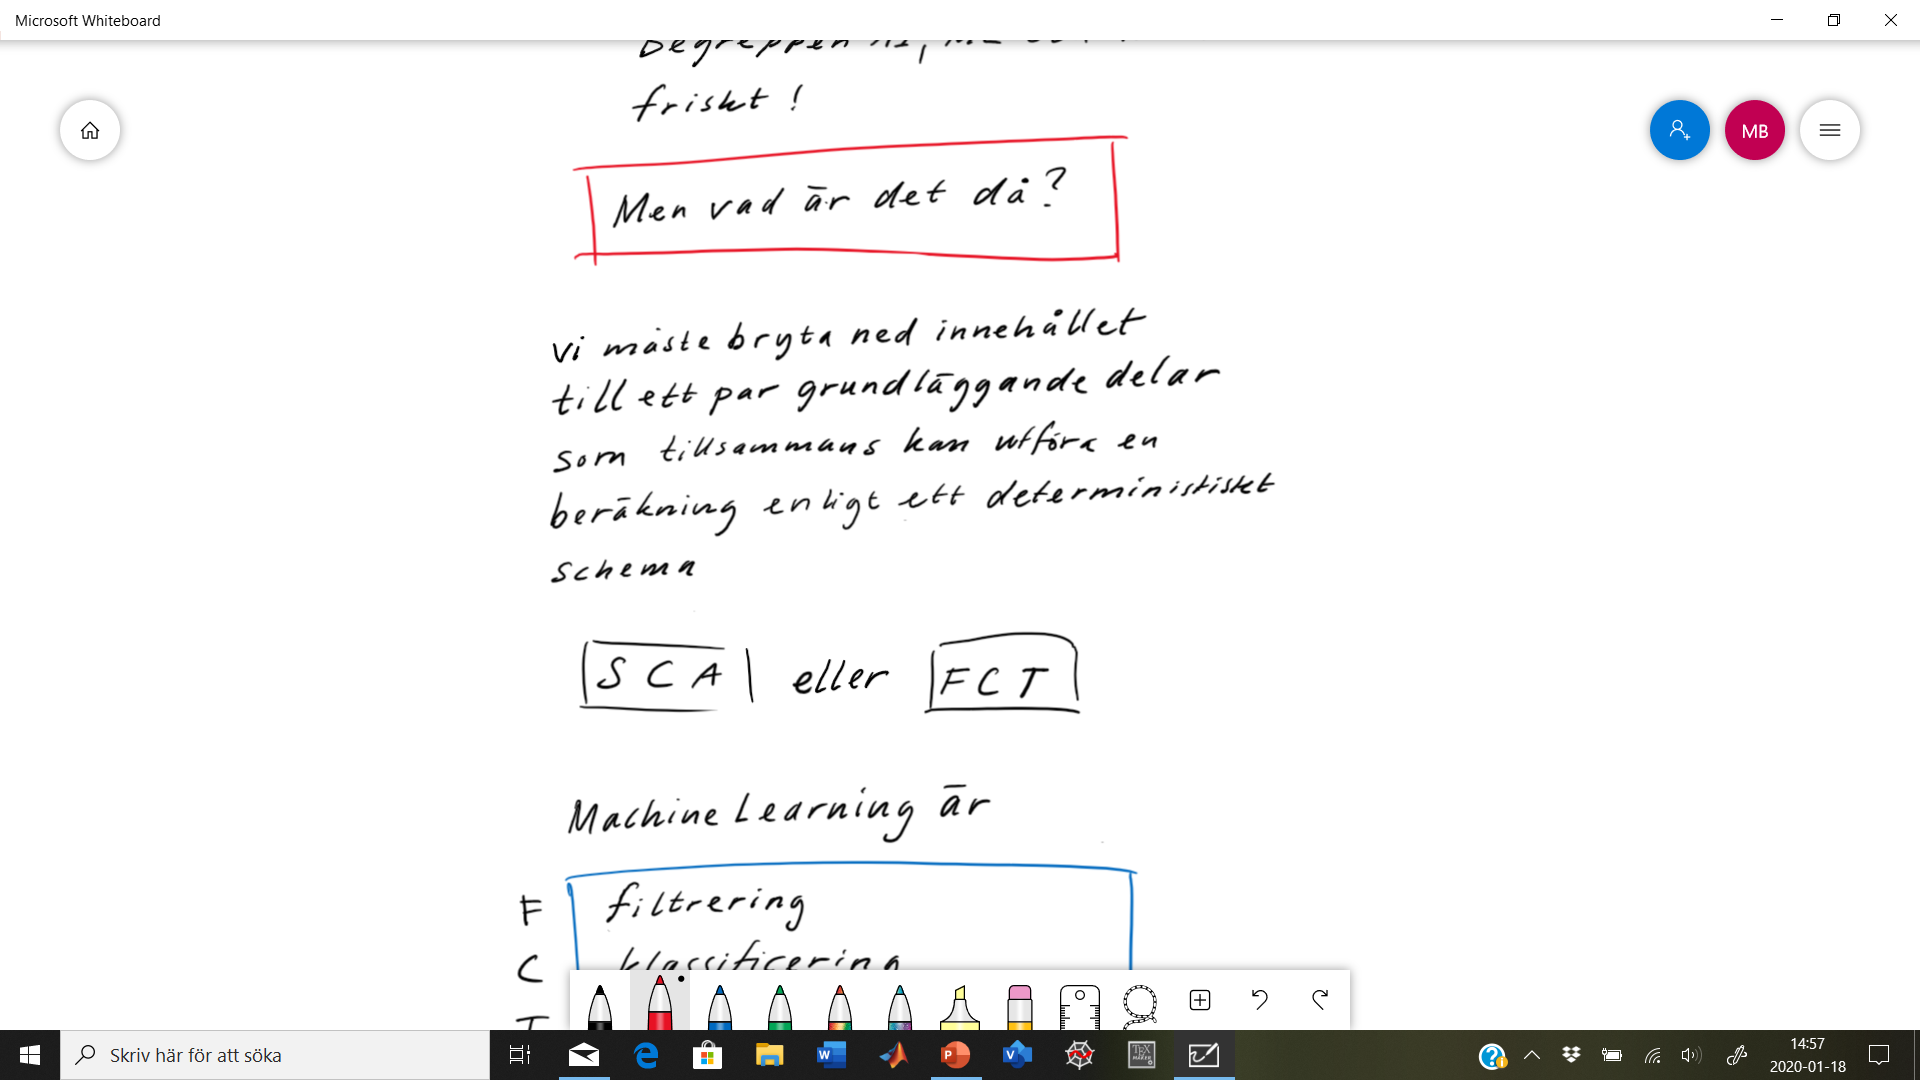 Microsoft Whiteboard
Begreppen
friskt !
MB
Men vad är det då?
Vi måste bryta ned innehållet
till ett par grundläggande delar
som tillsammans kan utföra en
beräkning enligt ett deterministiskt
schema
SCA eller FCT
Machine Learning är
F filtrering
C klassificering
T
Skriv här för att söka
14:57
2020-01-18